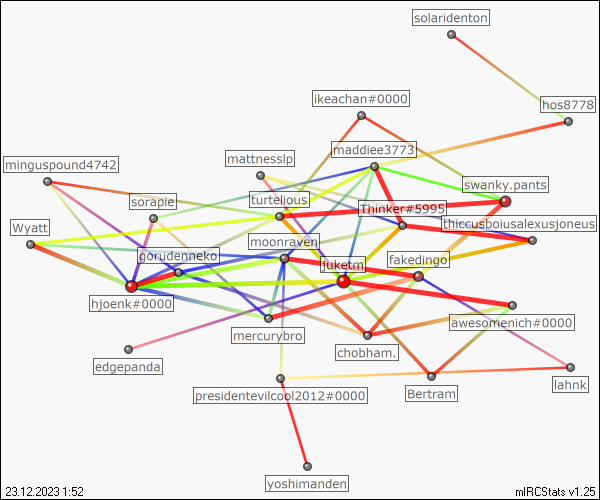 solaridenton
ikeachan#0000
hos8778
maddiee3773
mattnesslp
minguspound4742
swanky.pants
turtelious
sorapie
Thinker#5995
thiccusboiusalexusjoneus
Wyatt
moonraven
gorudenneko
juketm
fakedingo
hjoenk#0000
awesomenich#0000
mercurybro
chobham.
edgepanda
lahnk
presidentevilcool2012#0000
Bertram
yoshimanden
23.12.2023 1:52
mIRCStats v1.25